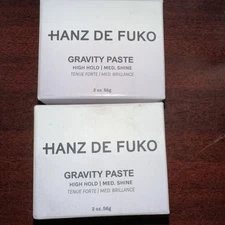 HANZ DE FUKO
GRAVITY PASTE
HIGH HOLD | MED. SHINE
TENUE FORTE | MED. BRILLANCE
2 oz. 56g
HANZ DE FUKO
GRAVITY PASTE
HIGH HOLD | MED. SHINE
TENUE FORTE | MED. BRILLANCE
2 oz. 56g